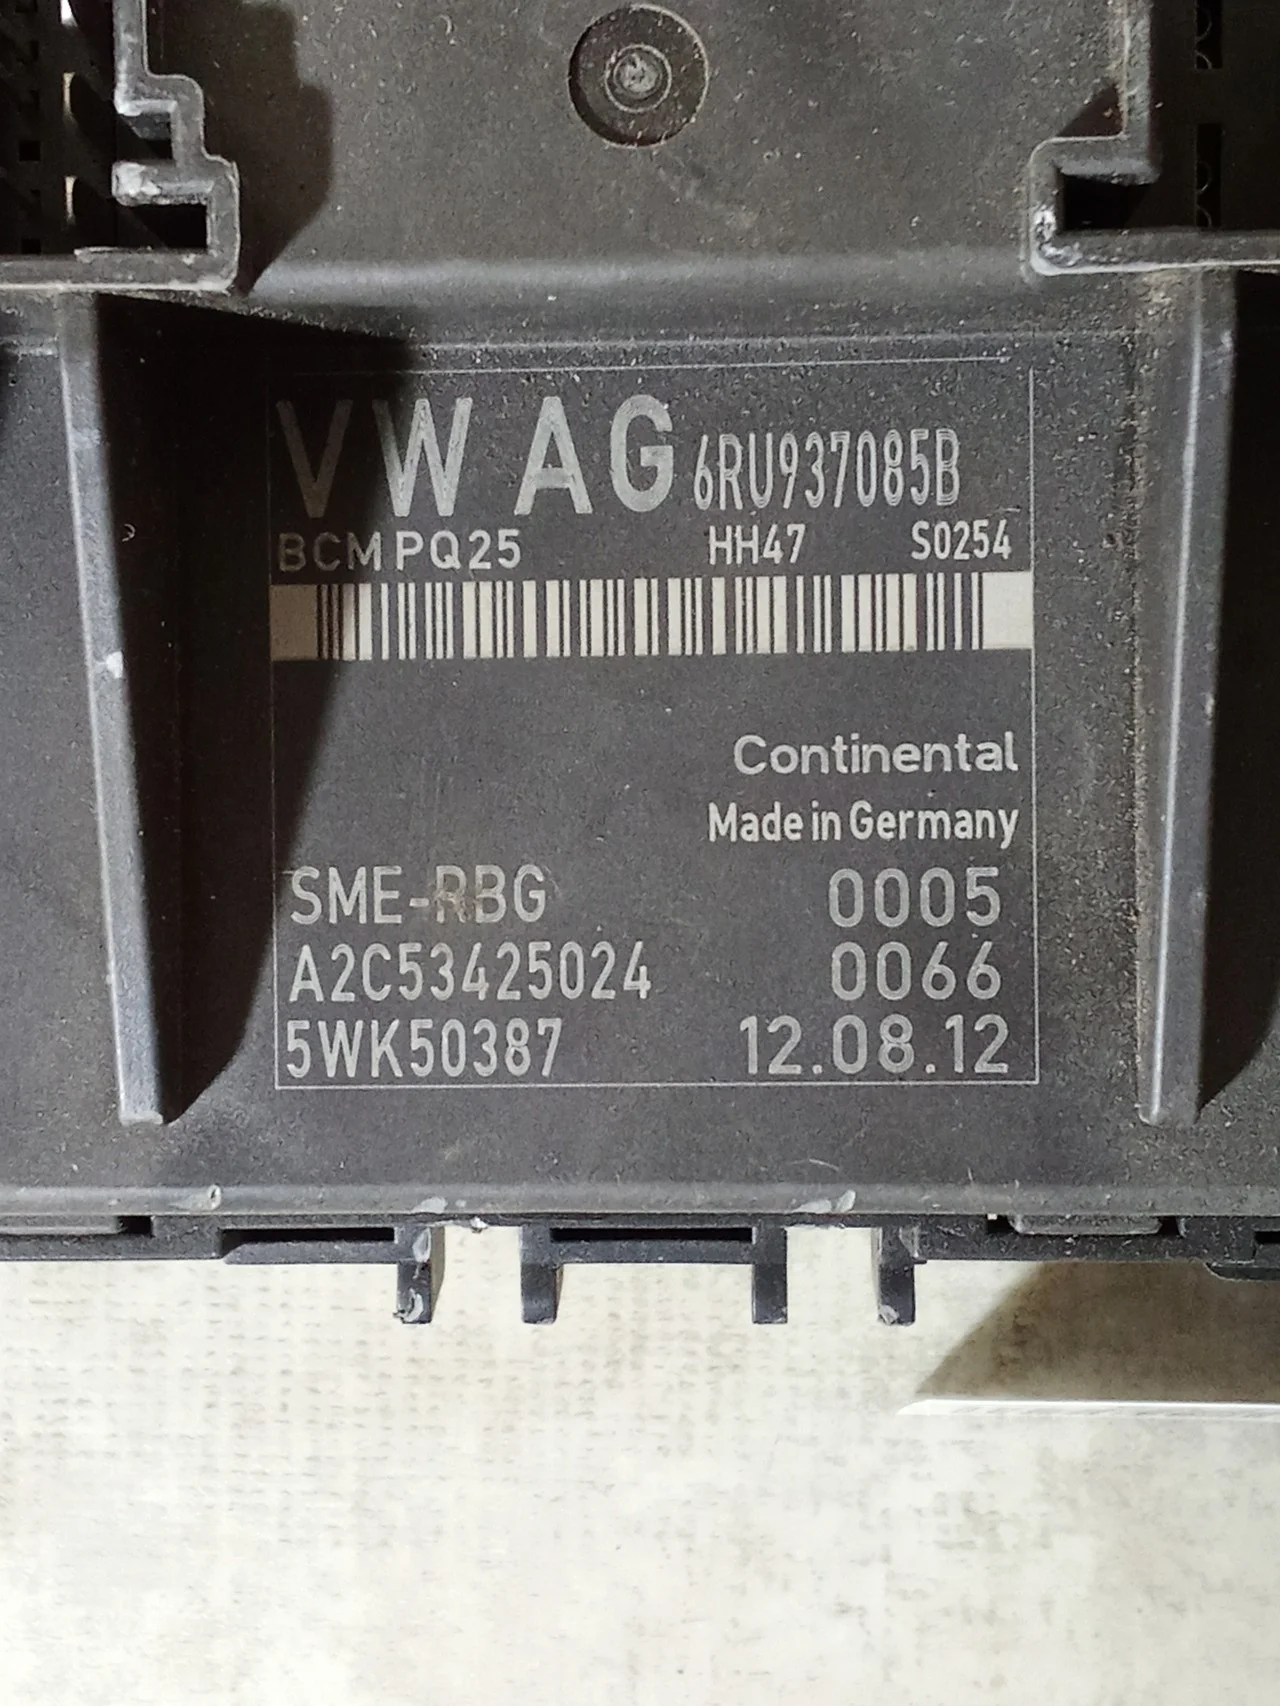 VW AG 6RU937085B
BCM PQ25 HH47 S0254
Continental
Made in Germany
SME-RBG 0005
A2C53425024 0066
5WK50387 12.08.12